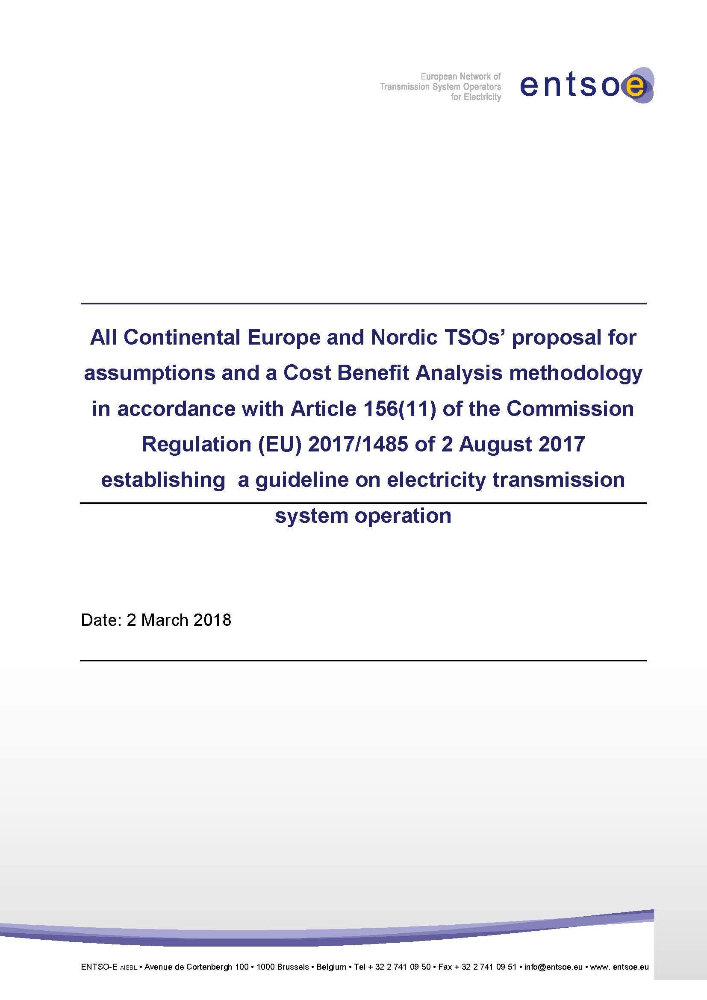 European Network of
Transmission System Operators
for Electricity
entsoe
All Continental Europe and Nordic TSOs’ proposal for
assumptions and a Cost Benefit Analysis methodology
in accordance with Article 156(11) of the Commission
Regulation (EU) 2017/1485 of 2 August 2017
establishing  a guideline on electricity transmission
system operation
Date: 2 March 2018
ENTSO-E AISBL • Avenue de Cortenbergh 100 • 1000 Brussels • Belgium • Tel + 32 2 741 09 50 • Fax + 32 2 741 09 51 • info@entsoe.eu • www. entsoe.eu